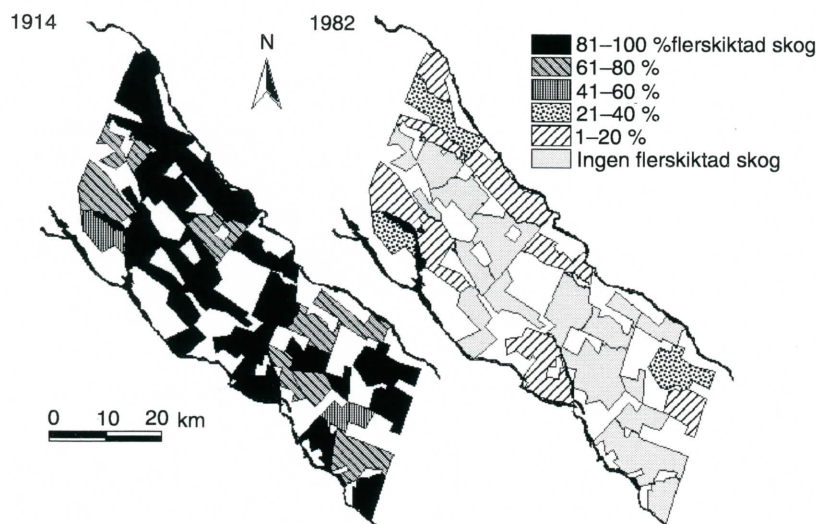 1914
N
1982
81–100 %flerskiktad skog
61–80 %
41–60 %
21–40 %
1–20 %
Ingen flerskiktad skog
0 10 20 km